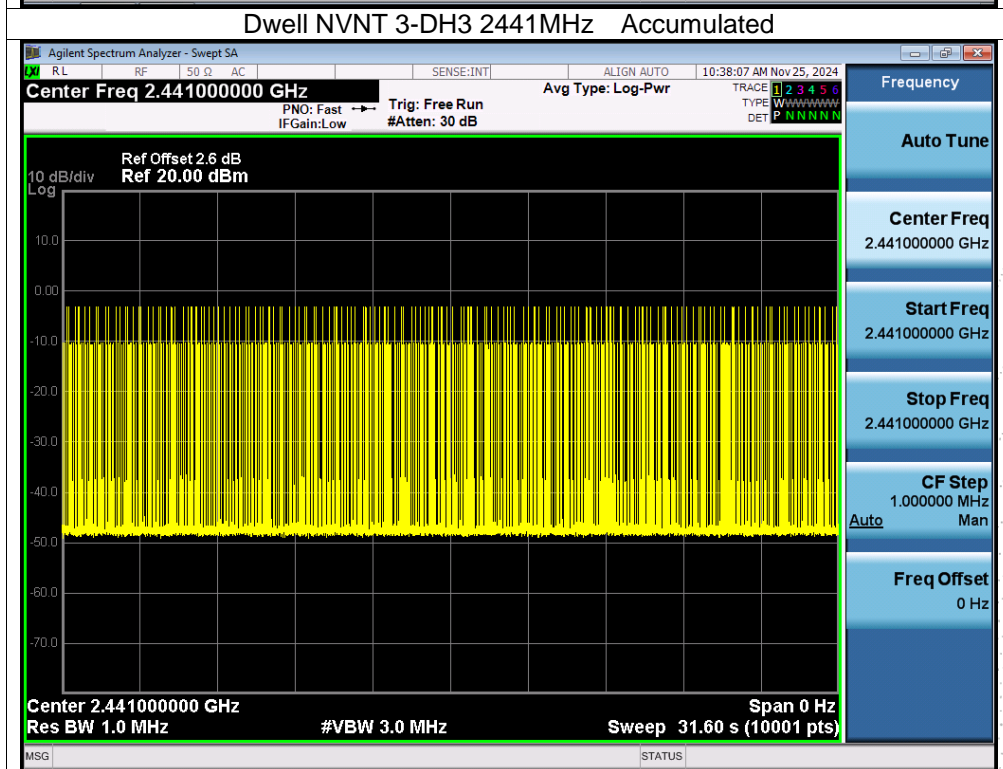 Dwell NVNT 3-DH3 2441MHz Accumulated
Agilent Spectrum Analyzer - Swept SA
LXI RL RF 50 Ω AC SENSE:INT ALIGN AUTO 10:38:07 AM Nov 25, 2024
Center Freq 2.441000000 GHz
PNO: Fast
IFGain:Low
Trig: Free Run
#Atten: 30 dB
Avg Type: Log-Pwr
TRACE 1 2 3 4 5 6
TYPE WWWWWWW
DET P N N N N N
Ref Offset 2.6 dB
10 dB/div Ref 20.00 dBm
Log
10.0
0.00
-10.0
-20.0
-30.0
-40.0
-50.0
-60.0
-70.0
Center 2.441000000 GHz Span 0 Hz
Res BW 1.0 MHz #VBW 3.0 MHz Sweep 31.60 s (10001 pts)
MSG STATUS
Frequency
Auto Tune
Center Freq
2.441000000 GHz
Start Freq
2.441000000 GHz
Stop Freq
2.441000000 GHz
CF Step
1.000000 MHz
Auto Man
Freq Offset
0 Hz